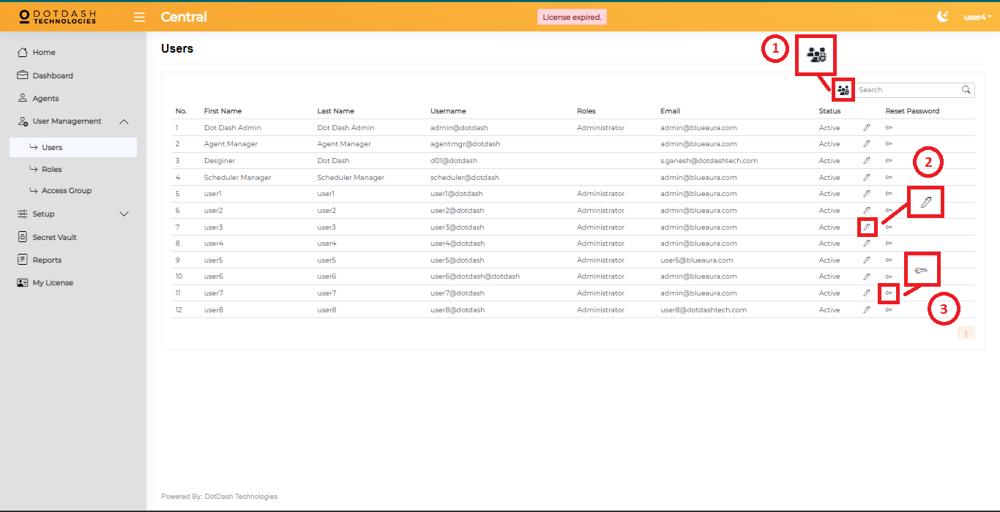 DOTDASH
TECHNOLOGIES
Central
License expired.
user4
Home
Dashboard
Agents
User Management
Users
Roles
Access Group
Setup
Secret Vault
Reports
My License
Users
1
Search
No. First Name Last Name Username Roles Email Status Reset Password
1 Dot Dash Admin Dot Dash Admin admin@dotdash Administrator admin@blueaura.com Active
2 Agent Manager Agent Manager agentmgr@dotdash admin@blueaura.com Active
3 Desginer Dot Dash d01@dotdash s.ganesh@dotdashtech.com Active
4 Scheduler Manager Scheduler Manager scheduler@dotdash admin@blueaura.com Active
5 user1 user1 user1@dotdash Administrator admin@blueaura.com Active
6 user2 user2 user2@dotdash Administrator admin@blueaura.com Active
7 user3 user3 user3@dotdash Administrator admin@blueaura.com Active
8 user4 user4 user4@dotdash Administrator admin@blueaura.com Active
9 user5 user5 user5@dotdash Administrator user5@blueaura.com Active
10 user6 user6 user6@dotdash@dotdash Administrator admin@blueaura.com Active
11 user7 user7 user7@dotdash Administrator admin@blueaura.com Active
12 user8 user8 user8@dotdash Administrator user8@dotdashtech.com Active
2
3
1
Powered By: DotDash Technologies